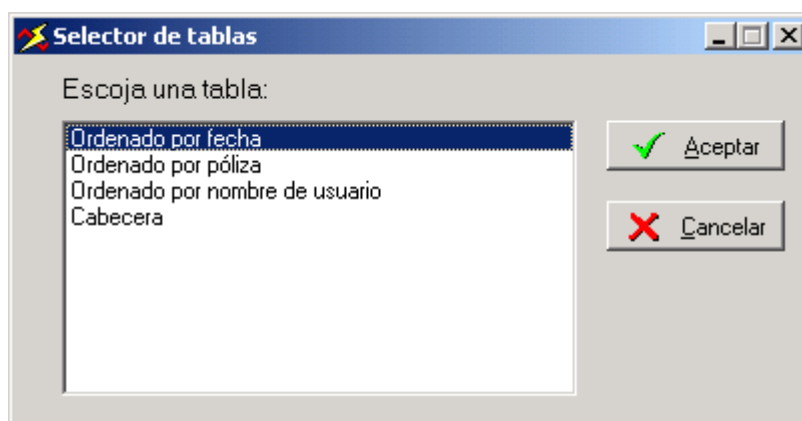 Selector de tablas
Escoja una tabla:
Ordenado por fecha
Ordenado por póliza
Ordenado por nombre de usuario
Cabecera
Aceptar
Cancelar